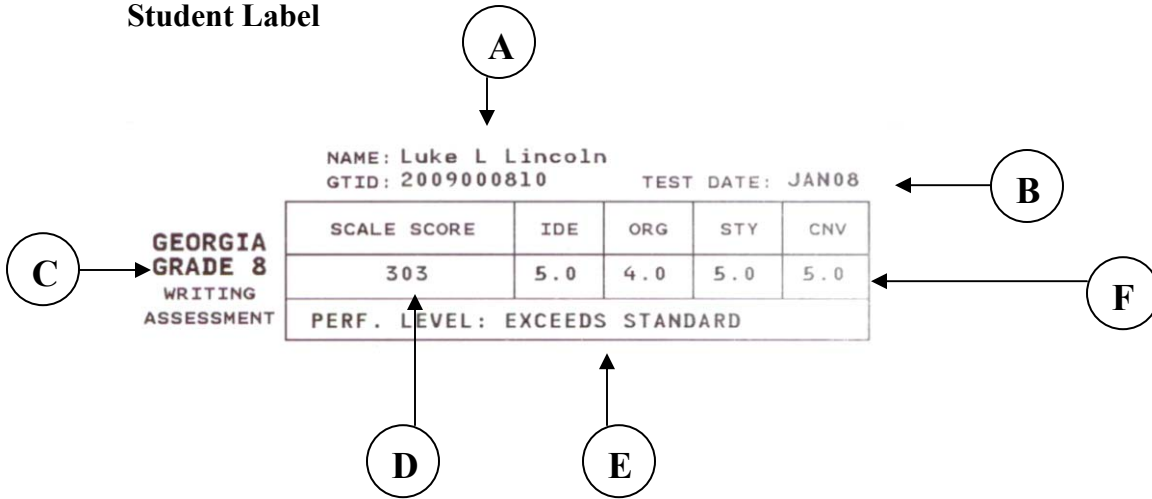 Student Label
A
NAME: Luke L Lincoln
GTID: 2009000810 TEST DATE: JAN08
B
GEORGIA
GRADE 8
WRITING
ASSESSMENT
C
SCALE SCORE IDE ORG STY CNV
303 5.0 4.0 5.0 5.0
F
PERF. LEVEL: EXCEEDS STANDARD
D
E